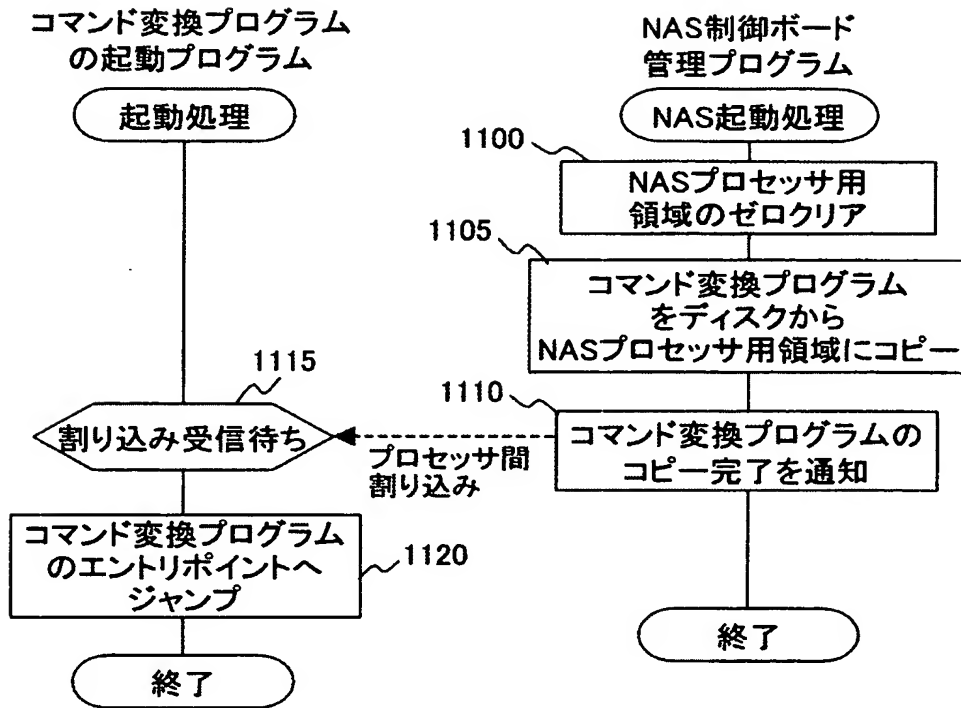 コマンド変換プログラム
の起動プログラム
起動処理
1115
割り込み受信待ち
プロセッサ間
割り込み
コマンド変換プログラム
のエントリポイントへ
ジャンプ
1120
終了
NAS制御ボード
管理プログラム
NAS起動処理
1100
NASプロセッサ用
領域のゼロクリア
1105
コマンド変換プログラム
をディスクから
NASプロセッサ用領域にコピー
1110
コマンド変換プログラムの
コピー完了を通知
終了